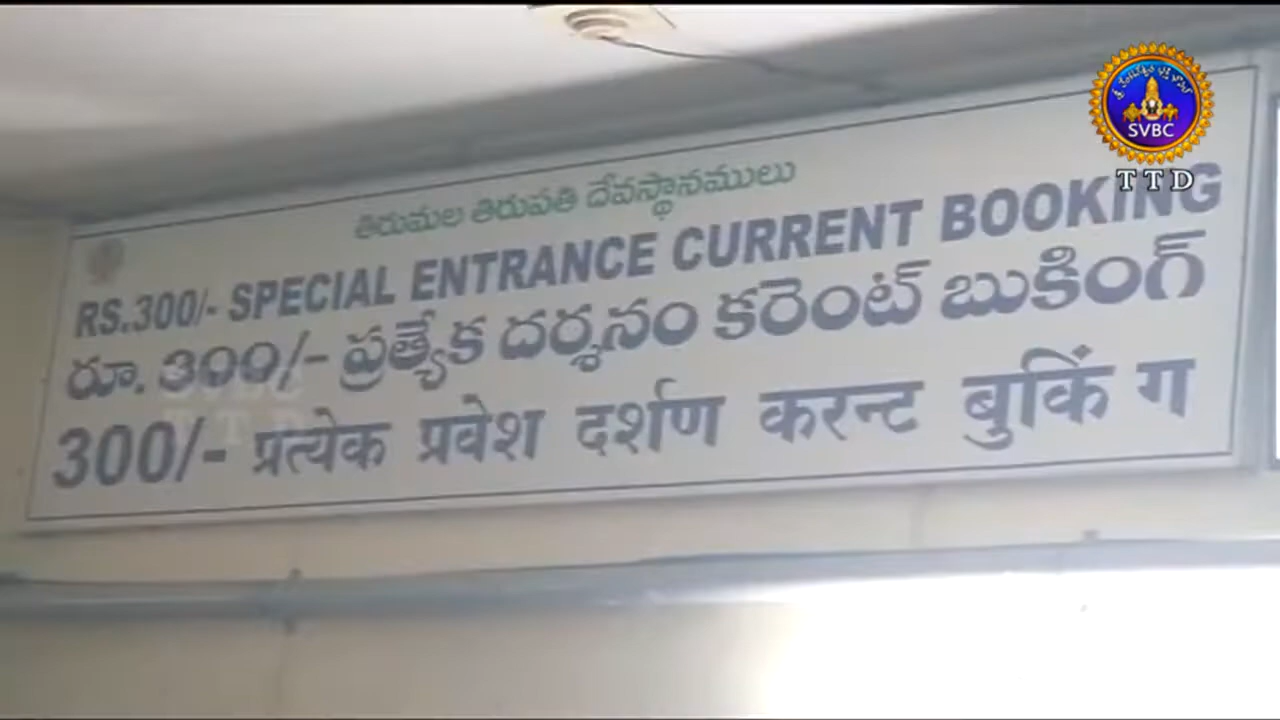 తిరుమల తిరుపతి దేవస్థానములు
RS.300/- SPECIAL ENTRANCE CURRENT BOOKING
రూ. 300/- ప్రత్యేక దర్శనం కరెంట్ బుకింగ్
300/- प्रत्येक प्रवेश दर्शण करन्ट बुकिं ग
SVBC
TTD